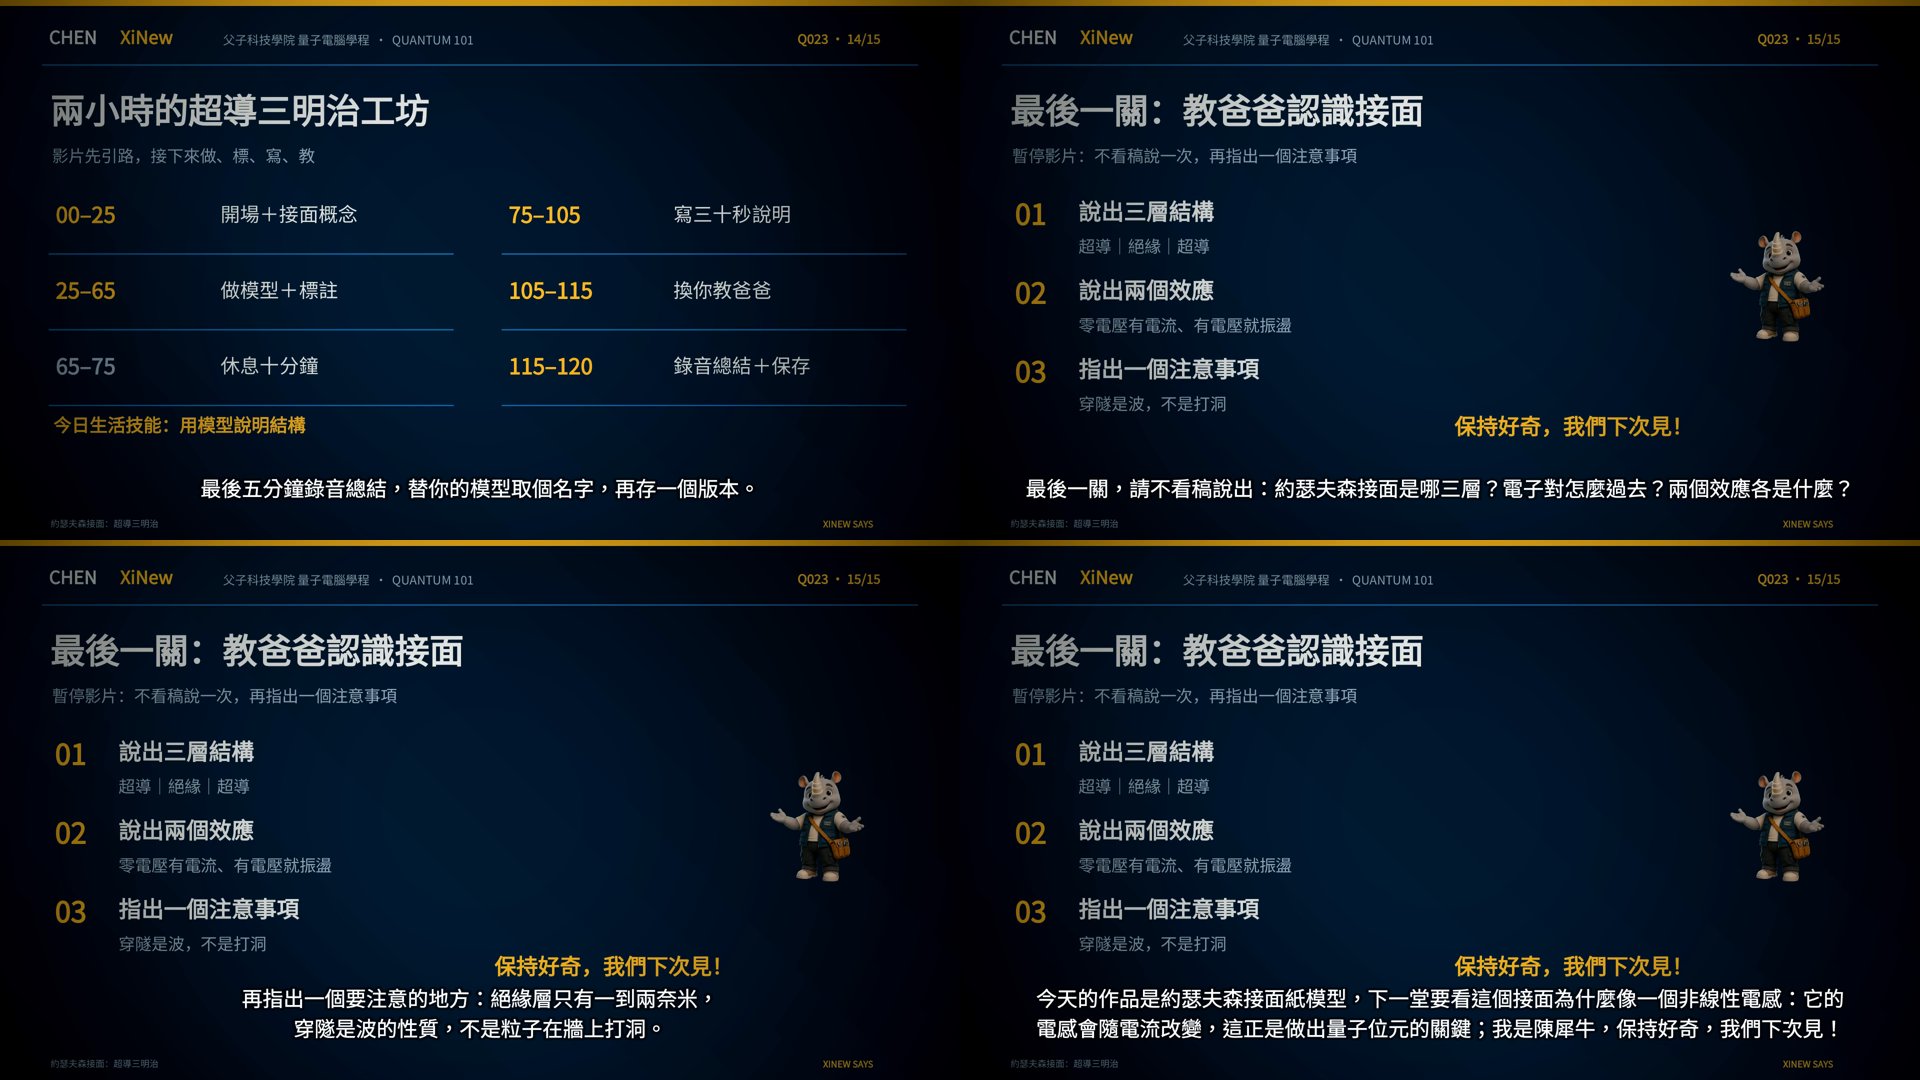 CHEN XiNew 父子科技學院 量子電腦學程 · QUANTUM 101 Q023 · 14/15
兩小時的超導三明治工坊
影片先引路，接下來做、標、寫、教
00–25 開場＋接面概念 75–105 寫三十秒說明
25–65 做模型＋標註 105–115 換你教爸爸
65–75 休息十分鐘 115–120 錄音總結＋保存
今日生活技能：用模型說明結構
最後五分鐘錄音總結，替你的模型取個名字，再存一個版本。
約瑟夫森接面：超導三明治 XINEW SAYS
CHEN XiNew 父子科技學院 量子電腦學程 · QUANTUM 101 Q023 · 15/15
最後一關：教爸爸認識接面
暫停影片：不看稿說一次，再指出一個注意事項
01 說出三層結構
超導｜絕緣｜超導
02 說出兩個效應
零電壓有電流、有電壓就振盪
03 指出一個注意事項
穿隧是波，不是打洞
保持好奇，我們下次見！
最後一關，請不看稿說出：約瑟夫森接面是哪三層？電子對怎麼過去？兩個效應各是什麼？
約瑟夫森接面：超導三明治 XINEW SAYS
CHEN XiNew 父子科技學院 量子電腦學程 · QUANTUM 101 Q023 · 15/15
最後一關：教爸爸認識接面
暫停影片：不看稿說一次，再指出一個注意事項
01 說出三層結構
超導｜絕緣｜超導
02 說出兩個效應
零電壓有電流、有電壓就振盪
03 指出一個注意事項
穿隧是波，不是打洞
保持好奇，我們下次見！
再指出一個要注意的地方：絕緣層只有一到兩奈米，
穿隧是波的性質，不是粒子在牆上打洞。
約瑟夫森接面：超導三明治 XINEW SAYS
CHEN XiNew 父子科技學院 量子電腦學程 · QUANTUM 101 Q023 · 15/15
最後一關：教爸爸認識接面
暫停影片：不看稿說一次，再指出一個注意事項
01 說出三層結構
超導｜絕緣｜超導
02 說出兩個效應
零電壓有電流、有電壓就振盪
03 指出一個注意事項
穿隧是波，不是打洞
保持好奇，我們下次見！
今天的作品是約瑟夫森接面紙模型，下一堂要看這個接面為什麼像一個非線性電感：它的
電感會隨電流改變，這正是做出量子位元的關鍵；我是陳犀牛，保持好奇，我們下次見！
約瑟夫森接面：超導三明治 XINEW SAYS